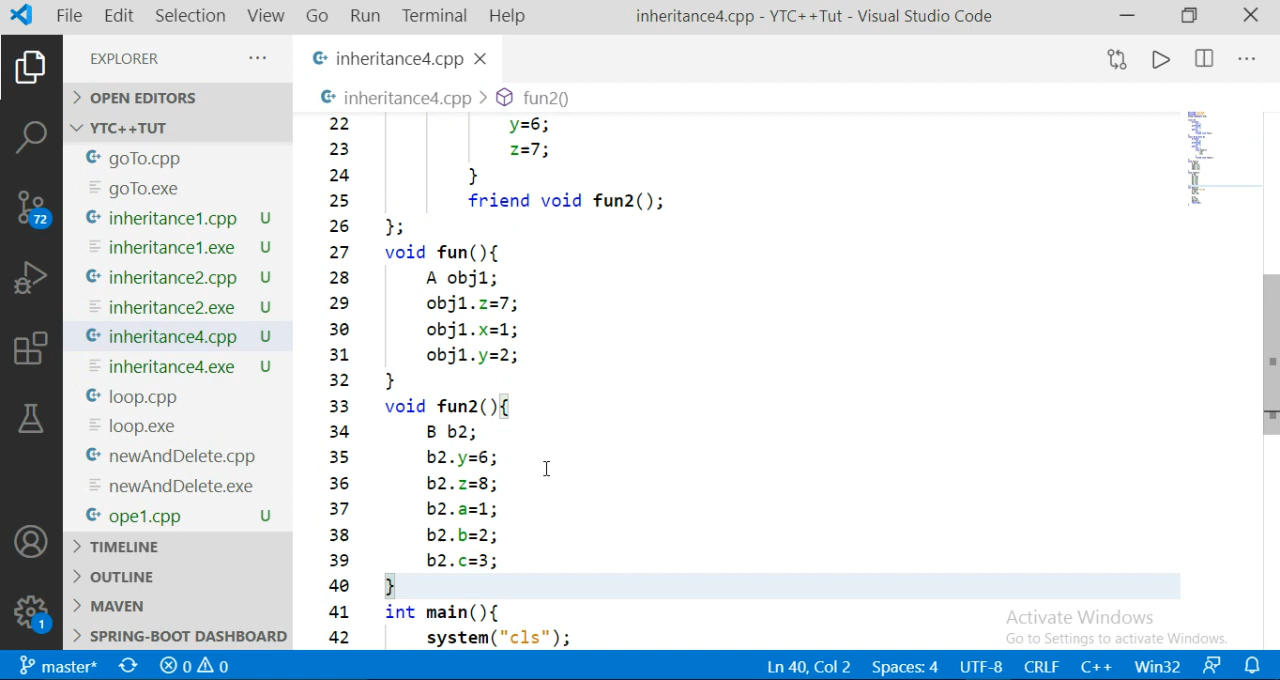 File Edit Selection View Go Run Terminal Help inheritance4.cpp - YTC++Tut - Visual Studio Code
EXPLORER ···
inheritance4.cpp
OPEN EDITORS
inheritance4.cpp > fun2()
YTC++TUT
goTo.cpp
goTo.exe
inheritance1.cpp U
inheritance1.exe U
inheritance2.cpp U
inheritance2.exe U
inheritance4.cpp U
inheritance4.exe U
loop.cpp
loop.exe
newAndDelete.cpp
newAndDelete.exe
ope1.cpp U
TIMELINE
OUTLINE
MAVEN
SPRING-BOOT DASHBOARD
72
1
22 y=6;
23 z=7;
24 }
25 friend void fun2();
26 };
27 void fun(){
28 A obj1;
29 obj1.z=7;
30 obj1.x=1;
31 obj1.y=2;
32 }
33 void fun2(){
34 B b2;
35 b2.y=6;
36 b2.z=8;
37 b2.a=1;
38 b2.b=2;
39 b2.c=3;
40 }
41 int main(){
42 system("cls");
Activate Windows
Go to Settings to activate Windows.
master* 0 0 Ln 40, Col 2 Spaces: 4 UTF-8 CRLF C++ Win32